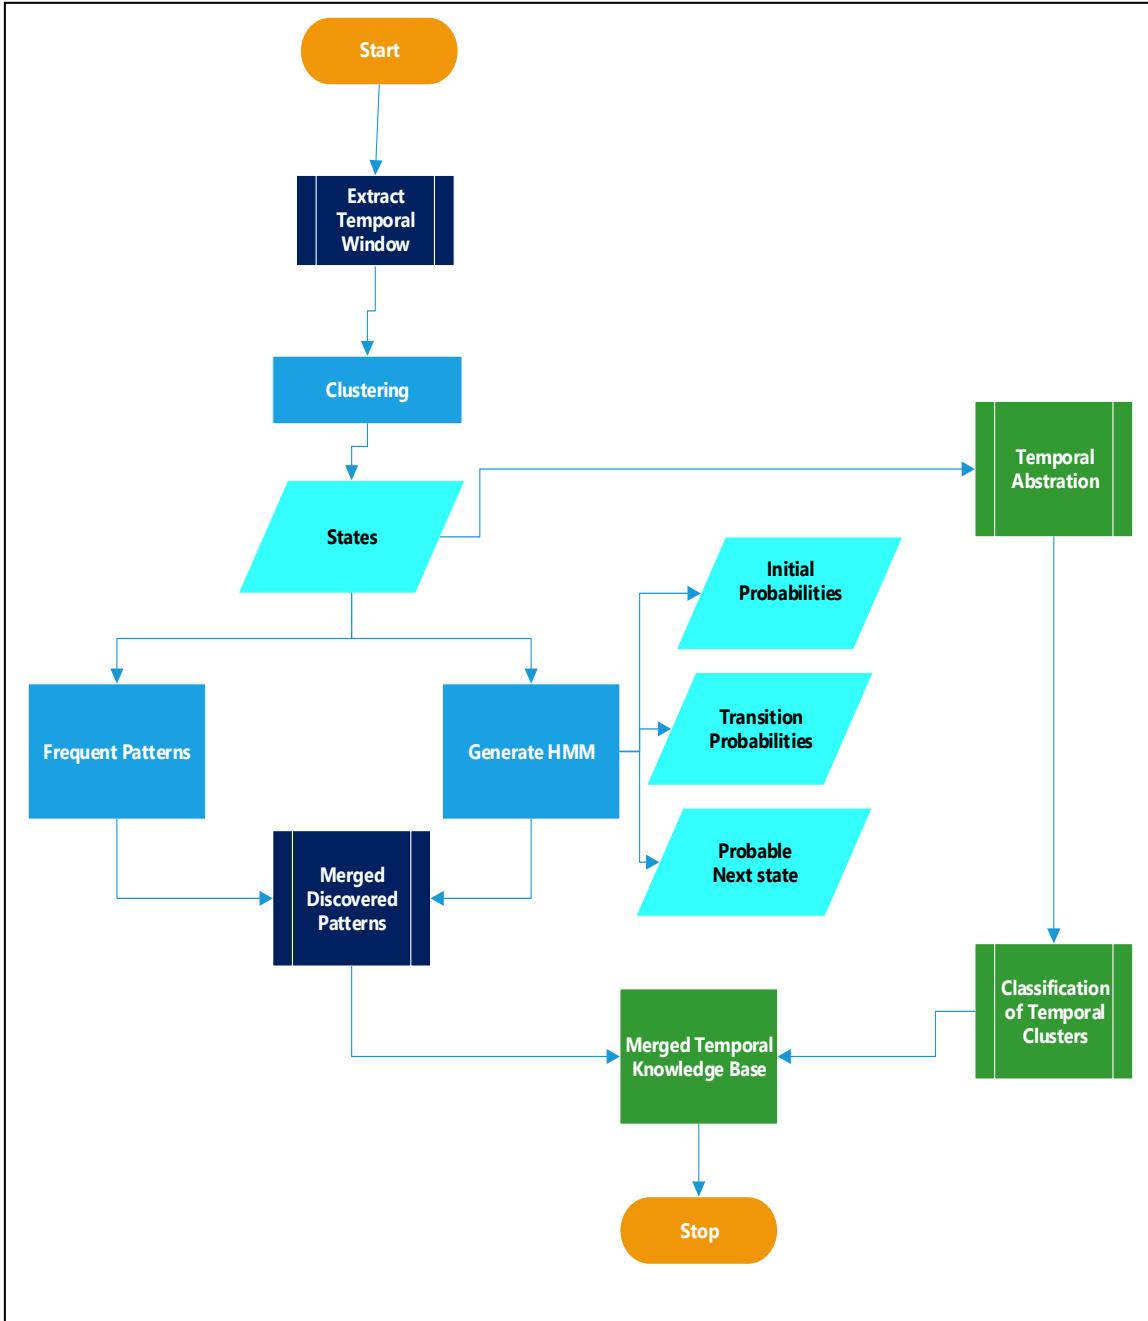 Start
Extract
Temporal
Window
Clustering
Temporal
Abstration
States
Initial
Probabilities
Transition
Probabilities
Frequent Patterns
Generate HMM
Probable
Next state
Merged
Discovered
Patterns
Classification
of Temporal
Clusters
Merged Temporal
Knowledge Base
Stop